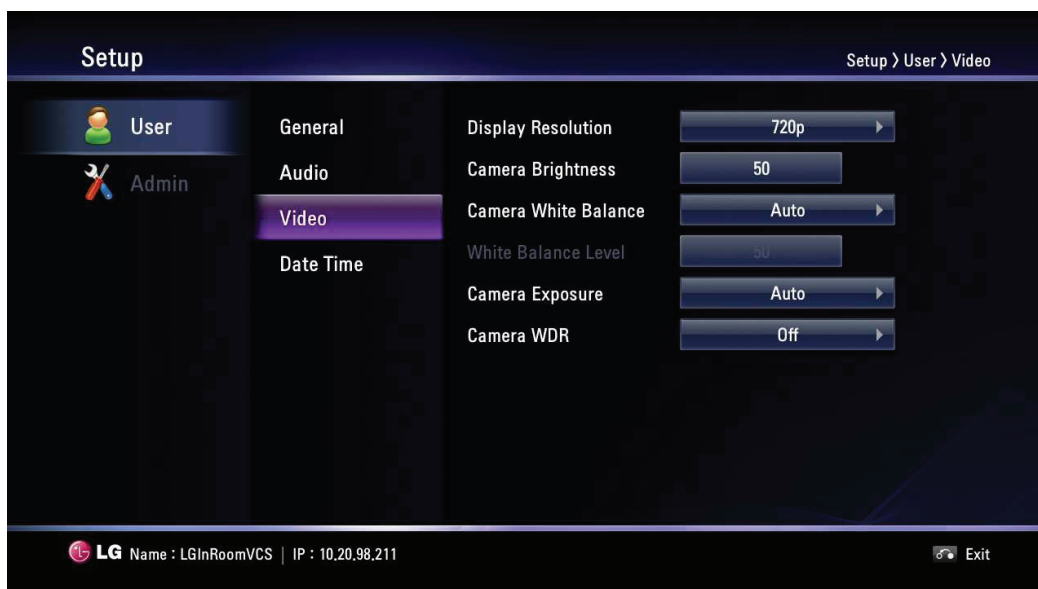 Setup
Setup > User > Video
User
Admin
General
Audio
Video
Date Time
Display Resolution 720p
Camera Brightness 50
Camera White Balance Auto
White Balance Level 50
Camera Exposure Auto
Camera WDR Off
LG Name : LGInRoomVCS | IP : 10.20.98.211
Exit